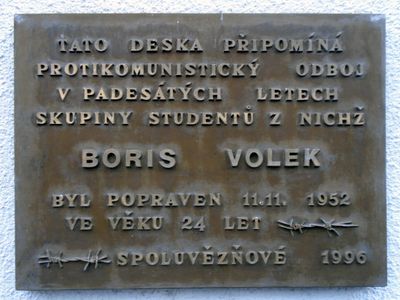 TATO DESKA PŘIPOMÍNÁ
PROTIKOMUNISTICKÝ ODBOJ
V PADESÁTÝCH LETECH
SKUPINY STUDENTŮ Z NICHŽ
BORIS VOLEK
BYL POPRAVEN 11.11. 1952
VE VĚKU 24 LET
SPOLUVĚZŇOVÉ 1996